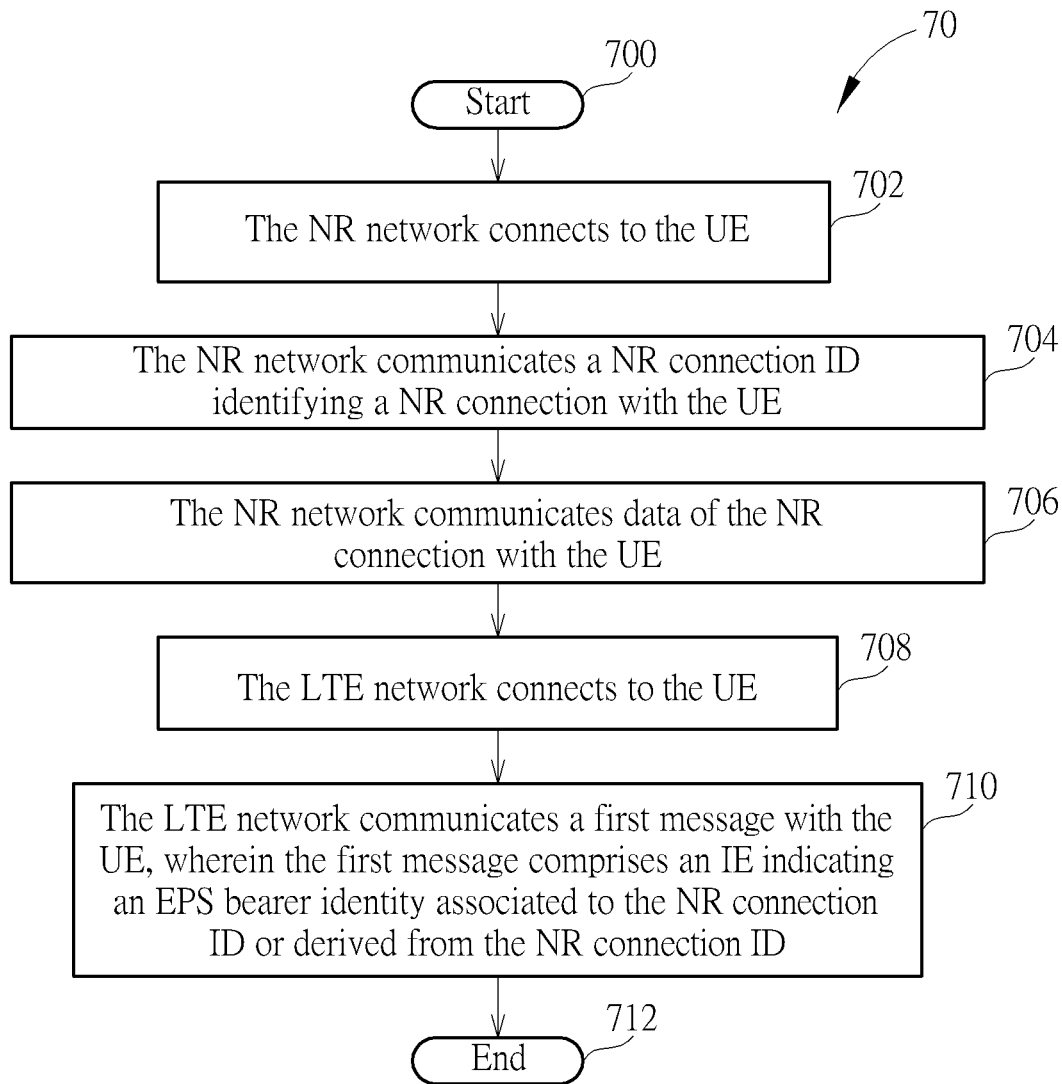 70
700
Start
702
The NR network connects to the UE
704
The NR network communicates a NR connection ID
identifying a NR connection with the UE
706
The NR network communicates data of the NR
connection with the UE
708
The LTE network connects to the UE
710
The LTE network communicates a first message with the
UE, wherein the first message comprises an IE indicating
an EPS bearer identity associated to the NR connection
ID or derived from the NR connection ID
712
End